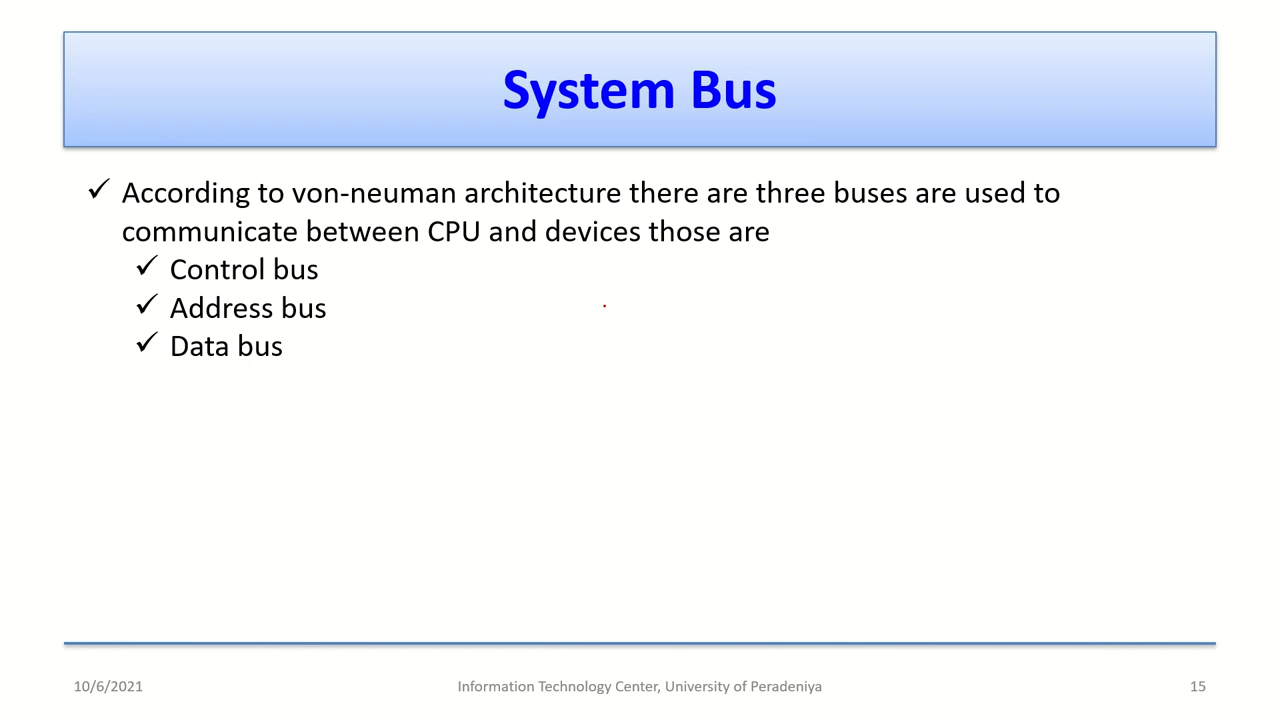 System Bus
According to von-neuman architecture there are three buses are used to
communicate between CPU and devices those are
Control bus
Address bus
Data bus
10/6/2021
Information Technology Center, University of Peradeniya
15